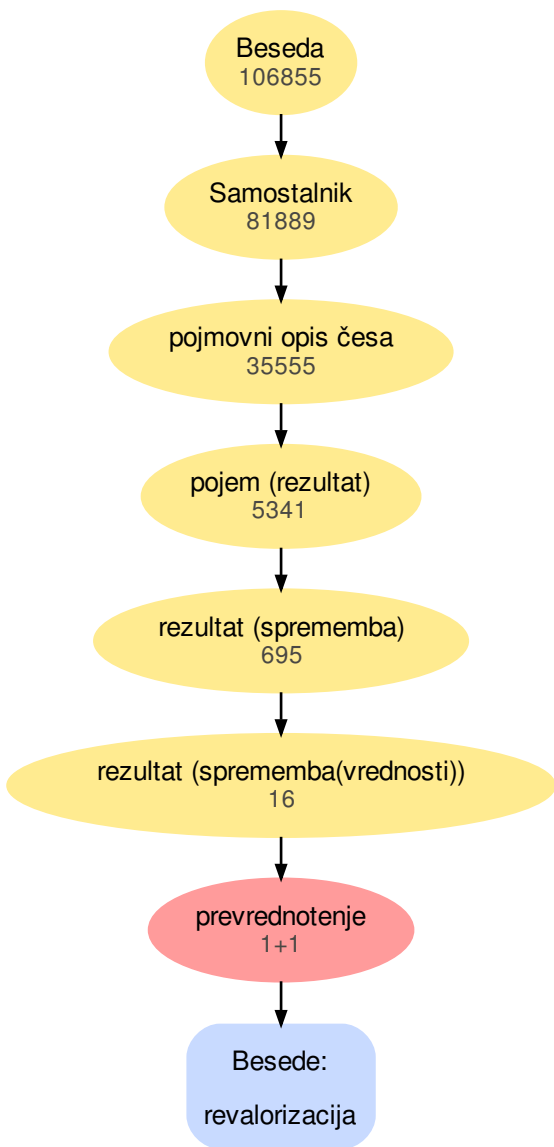 Beseda
106855
Samostalnik
81889
pojmovni opis česa
35555
pojem (rezultat)
5341
rezultat (sprememba)
695
rezultat (sprememba(vrednosti))
16
prevrednotenje
1+1
Besede:
revalorizacija